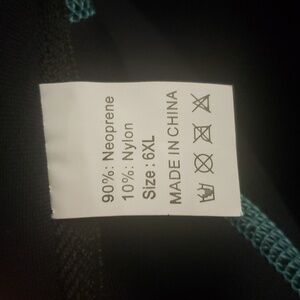 90%: Neoprene
10%: Nylon
Size : 6XL
MADE IN CHINA